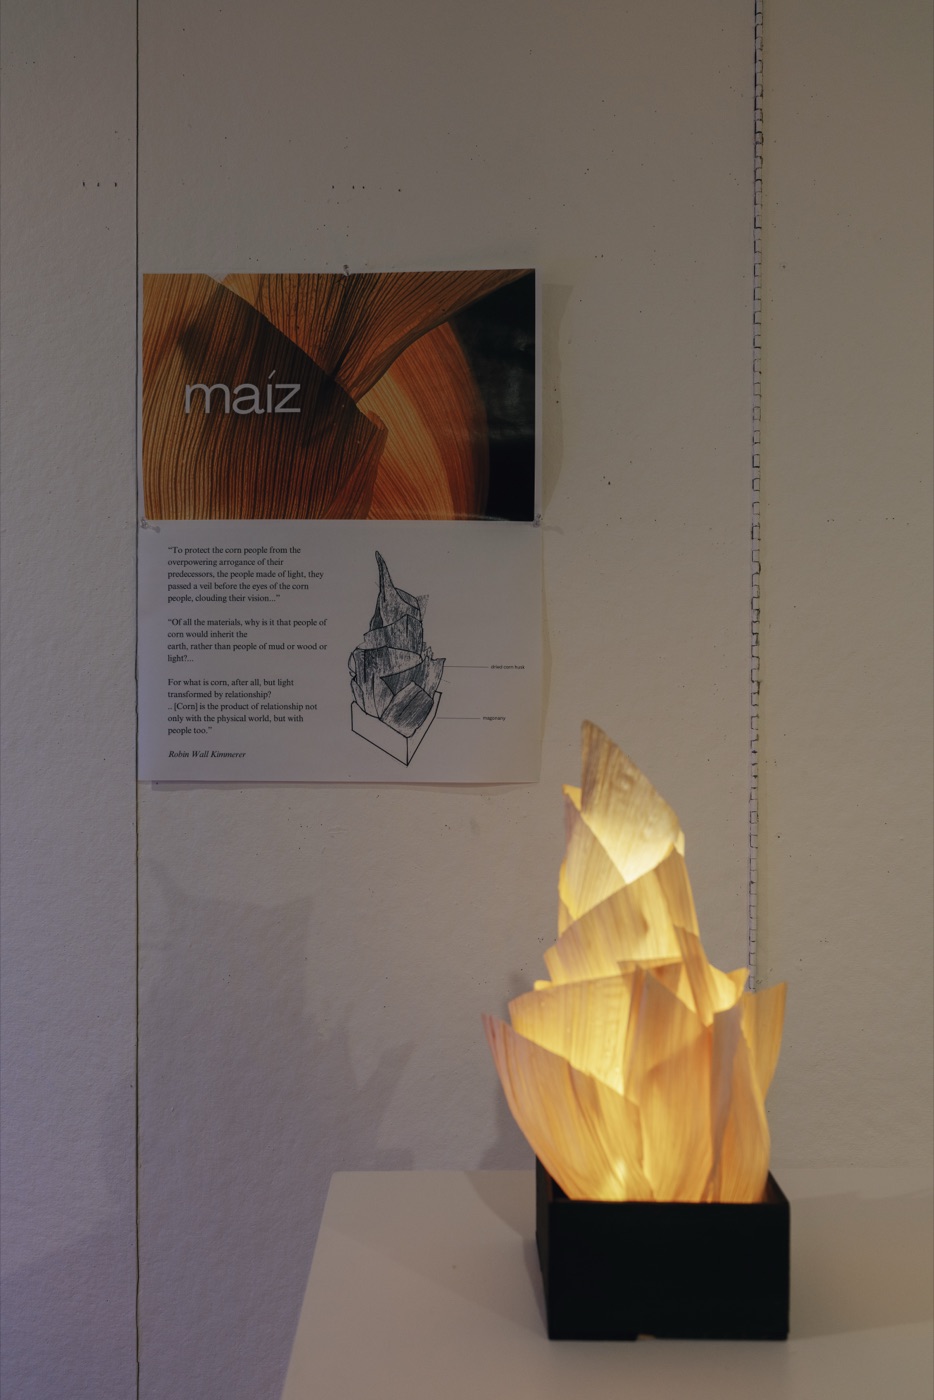 maíz
“To protect the corn people from the
overpowering arrogance of their
predecessors, the people made of light, they
passed a veil before the eyes of the corn
people, clouding their vision...”
“Of all the materials, why is it that people of
corn would inherit the
earth, rather than people of mud or wood or
light?...
For what is corn, after all, but light
transformed by relationship?
.. [Corn] is the product of relationship not
only with the physical world, but with
people too.”
Robin Wall Kimmerer
dried corn husk
magonany